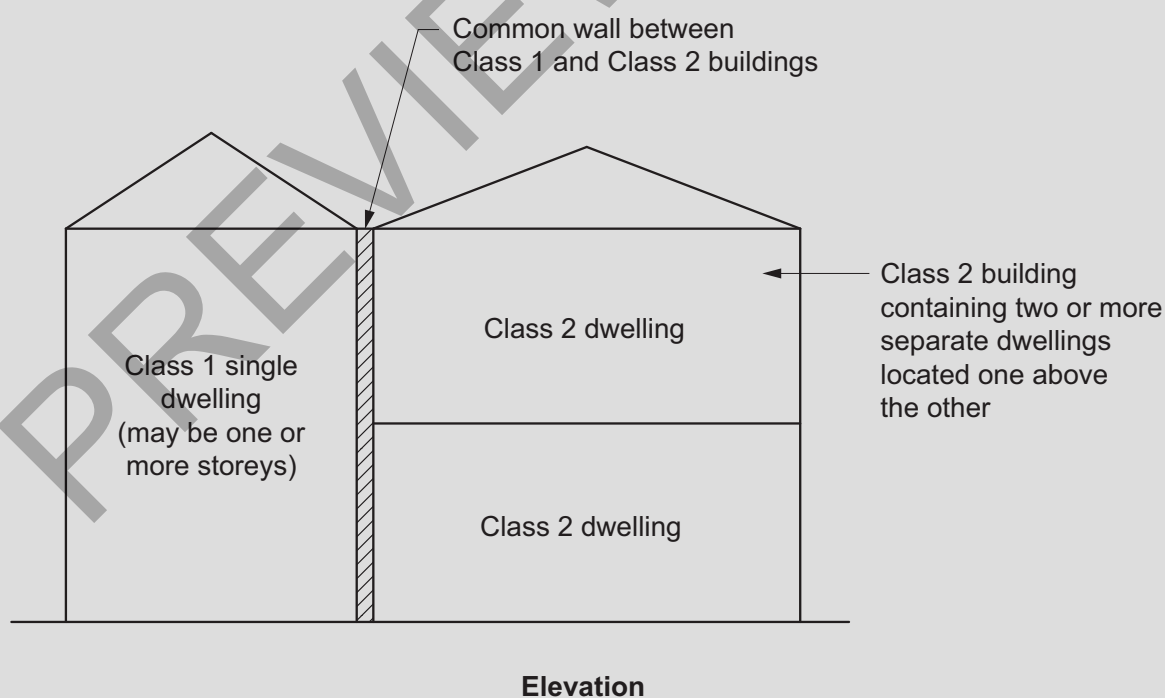 Common wall between
Class 1 and Class 2 buildings
Class 2 building
containing two or more
separate dwellings
located one above
the other
Class 2 dwelling
Class 1 single
dwelling
(may be one or
more storeys)
Class 2 dwelling
Elevation